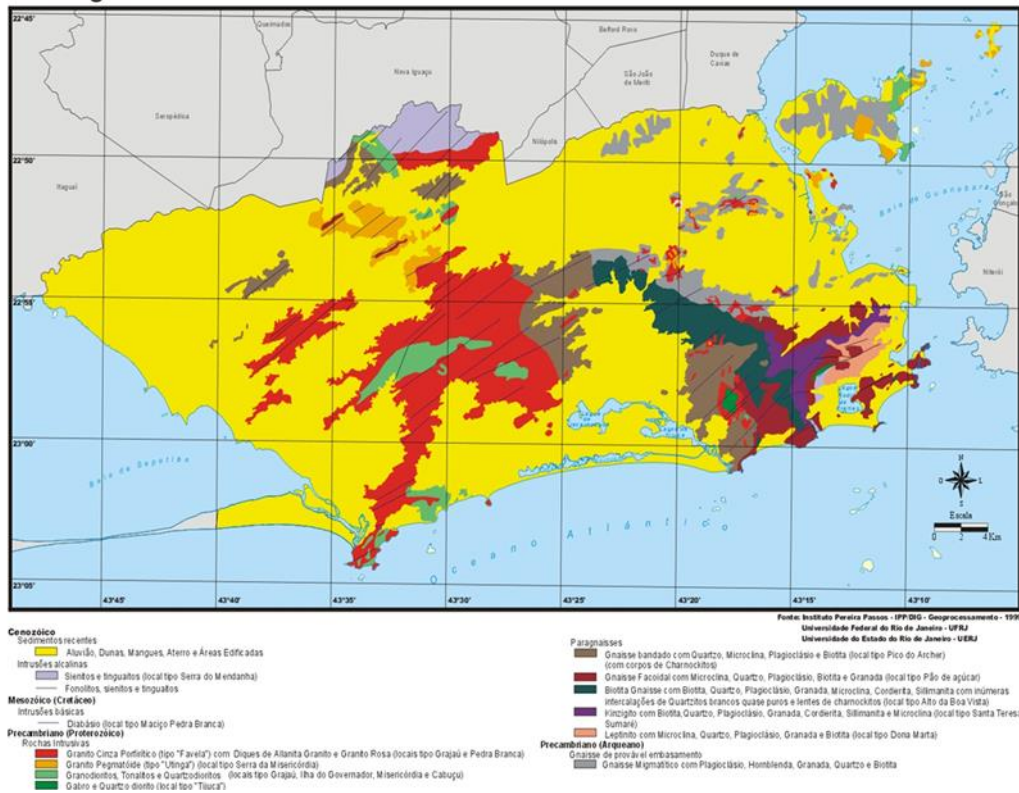 22°45'
Queimados
Belford Roxo
Duque de
Caxias
Nova Iguaçu
São João
de Meriti
Seropédica
Nilópolis
22°50'
Itaguaí
São
Gonçalo
Baía de Guanabara
Niterói
22°55'
23°00'
Baía de Sepetiba
N
O L
S
Escala
0 2 4 Km
Oceano Atlântico
23°05'
43°45' 43°40' 43°35' 43°30' 43°25' 43°20' 43°15' 43°10'
Fonte: Instituto Pereira Passos - IPP/DIG - Geoprocessamento - 199
Universidade Federal do Rio de Janeiro - UFRJ
Universidade do Estado do Rio de Janeiro - UERJ
Cenozóico
Sedimentos recentes
Aluvião, Dunas, Mangues, Aterro e Áreas Edificadas
Intrusões alcalinas
Sienitos e tinguaitos (local tipo Serra do Mendanha)
Fonolitos, sienitos e tinguaitos
Mesozóico (Cretáceo)
Intrusões básicas
Diabásio (local tipo Maciço Pedra Branca)
Precambriano (Proterozóico)
Rochas Intrusivas
Granito Cinza Porfirítico (tipo "Favela") com Diques de Allanita Granito e Granito Rosa (locais tipo Grajaú e Pedra Branca)
Granito Pegmatóide (tipo "Utinga") (local tipo Serra da Misericórdia)
Granodioritos, Tonalitos e Quartzodioritos (locais tipo Grajaú, Ilha do Governador, Misericórdia e Cabuçu)
Gabro e Quartzo diorito (local tipo "Tijuca")
Paragnaisses
Gnaisse bandado com Quartzo, Microclina, Plagioclásio e Biotita (local tipo Pico do Archer)
(com corpos de Charnockitos)
Gnaisse Facoidal com Microclina, Quartzo, Plagioclásio, Biotita e Granada (local tipo Pão de açúcar)
Biotita Gnaisse com Biotita, Quartzo, Plagioclásio, Granada, Microclina, Cordierita, Sillimanita com inúmeras
Intercalações de Quartzitos brancos quase puros e lentes de charnockitos (local tipo Alto da Boa Vista)
Kinzigito com Biotita, Quartzo, Plagioclásio, Granada, Cordierita, Sillimanita e Microclina (local tipo Santa Teresa
Sumaré)
Leptinito com Microclina, Quartzo, Plagioclásio, Granada e Biotita (local tipo Dona Marta)
Precambriano (Arqueano)
Gnaisse de provável embasamento
Gnaisse Migmatítico com Plagioclásio, Hornblenda, Granada, Quartzo e Biotita